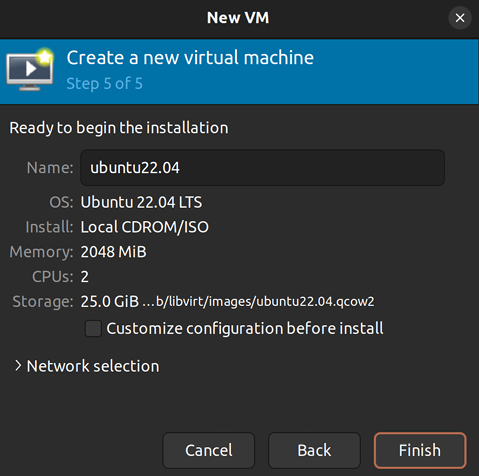 New VM
Create a new virtual machine
Step 5 of 5
Ready to begin the installation
Name: ubuntu22.04
OS: Ubuntu 22.04 LTS
Install: Local CDROM/ISO
Memory: 2048 MiB
CPUs: 2
Storage: 25.0 GiB ...b/libvirt/images/ubuntu22.04.qcow2
Customize configuration before install
Network selection
Cancel Back Finish